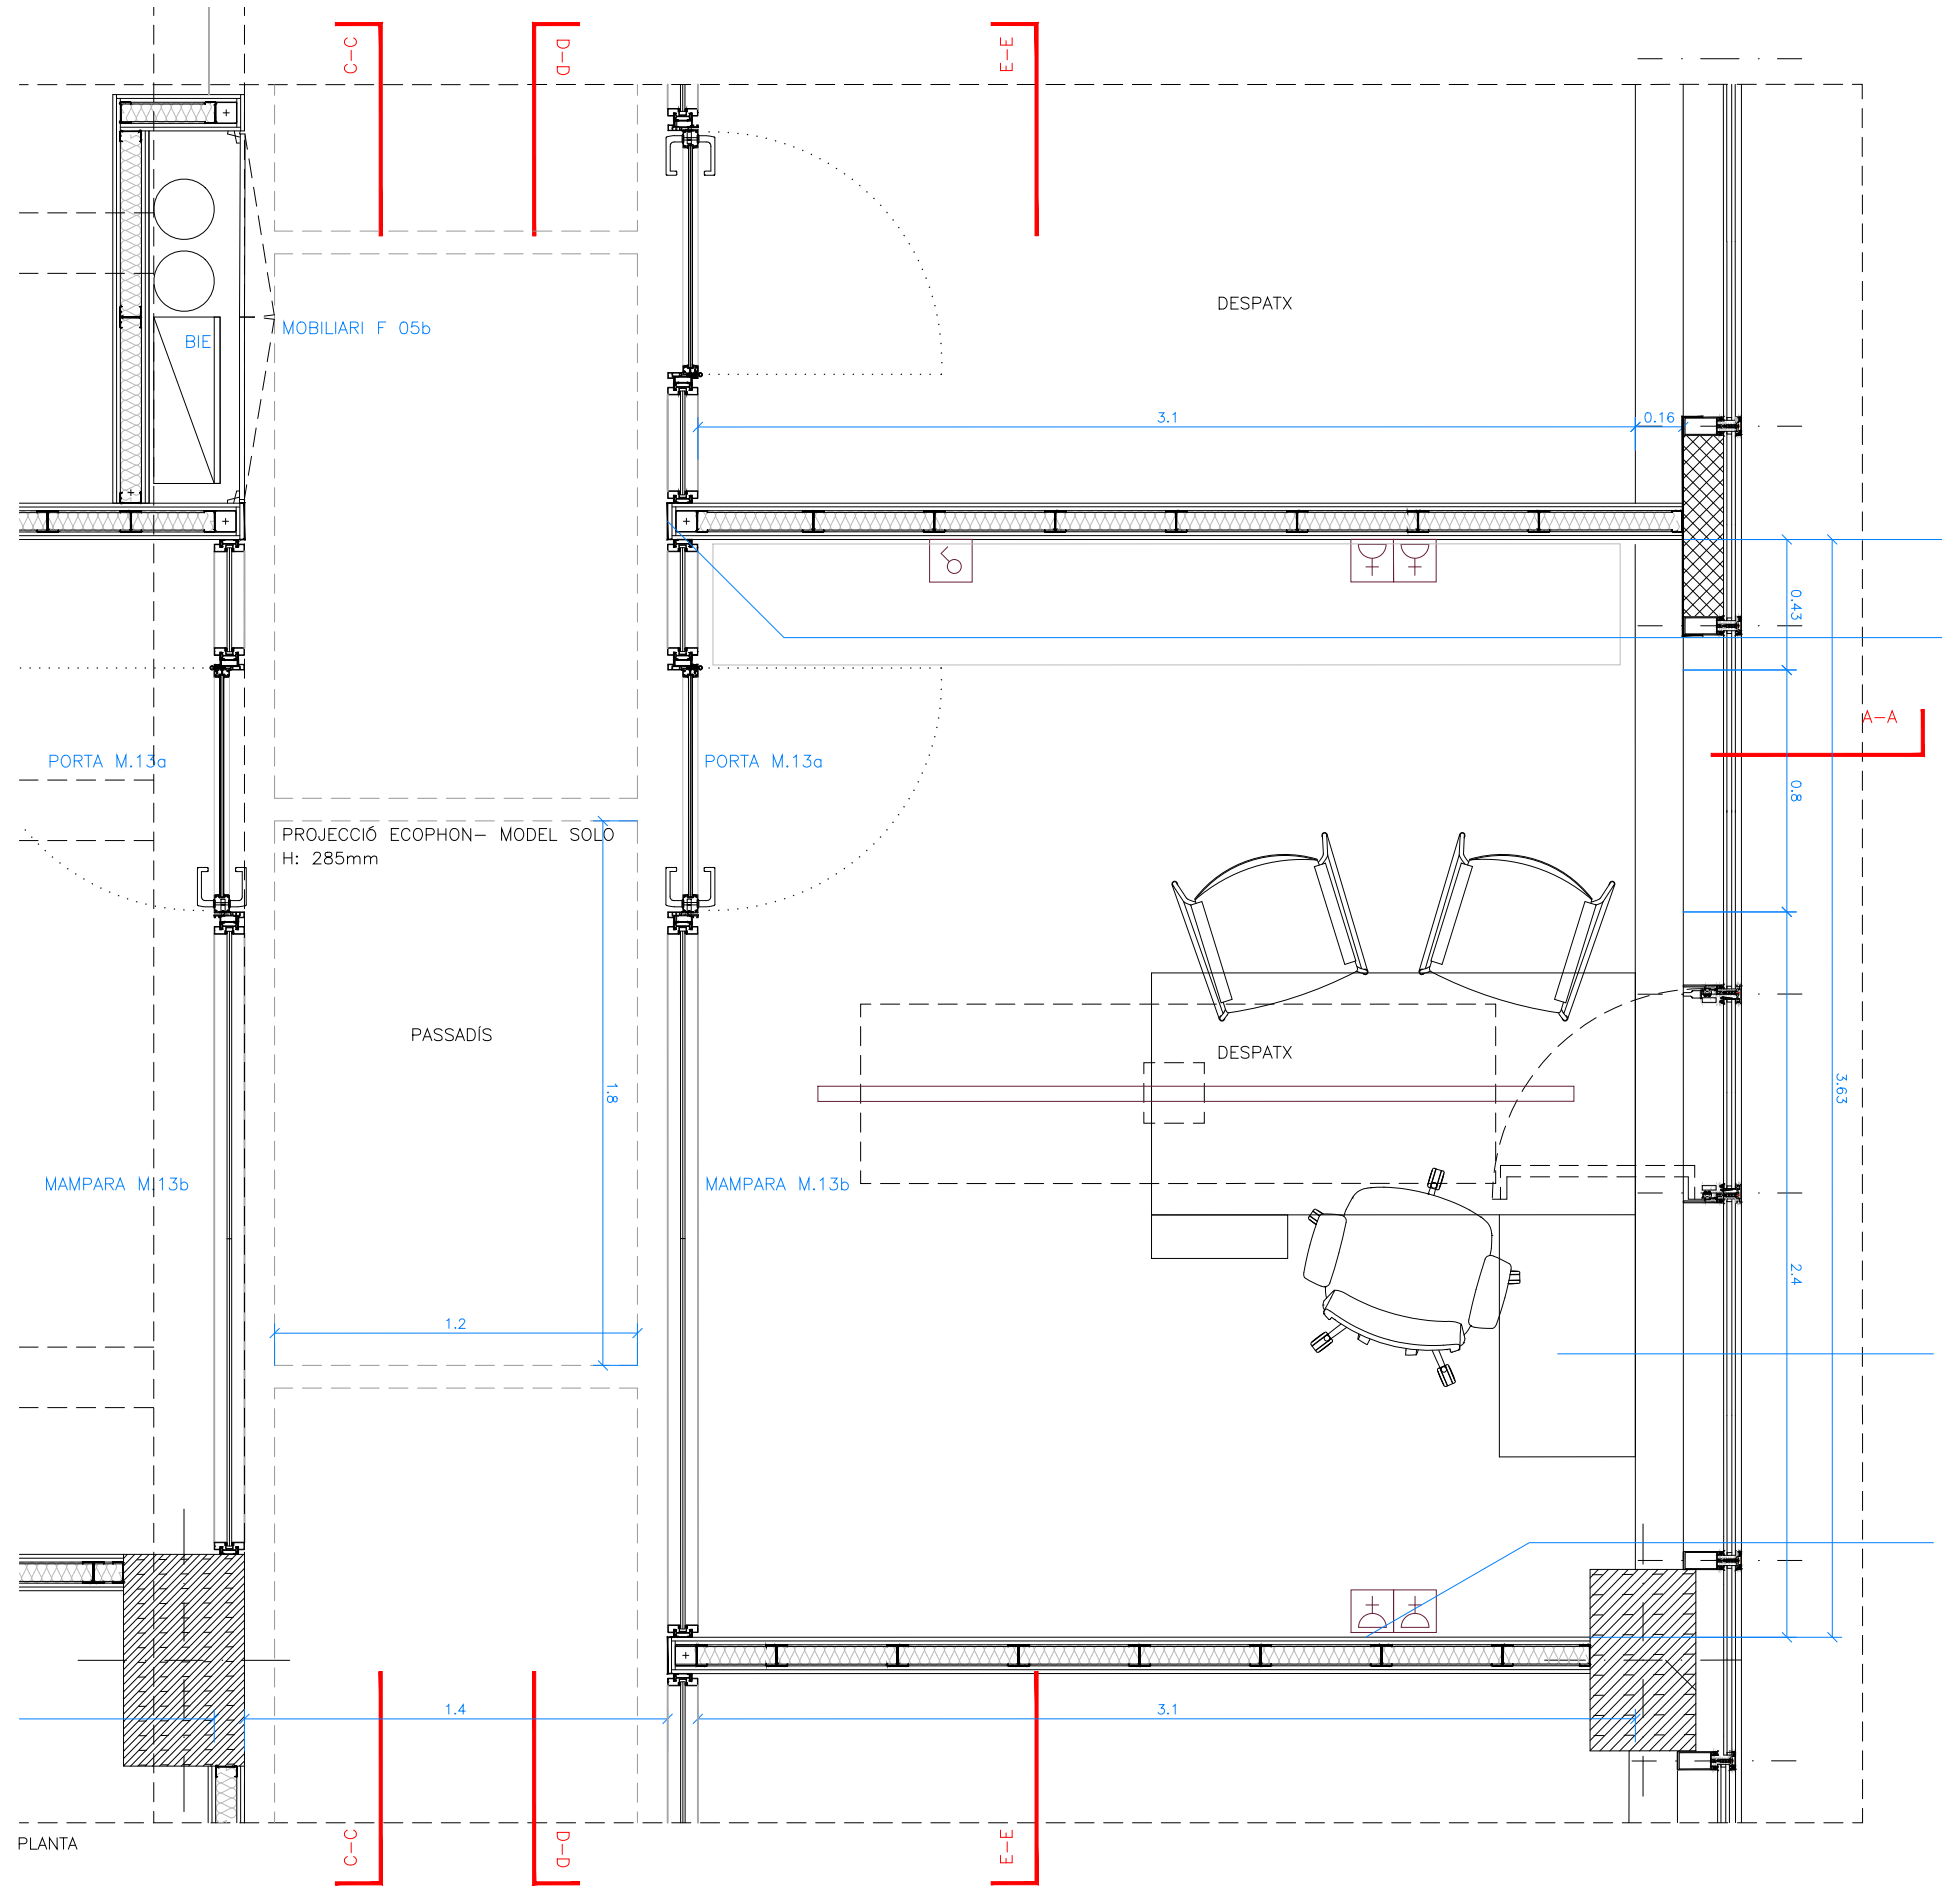 C-C
D-D
E-E
DESPATX
MOBILIARI F 05b
BIE
3.1
0.16
0.43
A-A
PORTA M.13a
PORTA M.13a
0.8
PROJECCIÓ ECOPHON- MODEL SOLO
H: 285mm
PASSADÍS
DESPATX
1.8
3.63
MAMPARA M.13b
MAMPARA M.13b
2.4
1.2
1.4
3.1
C-C
D-D
E-E
PLANTA